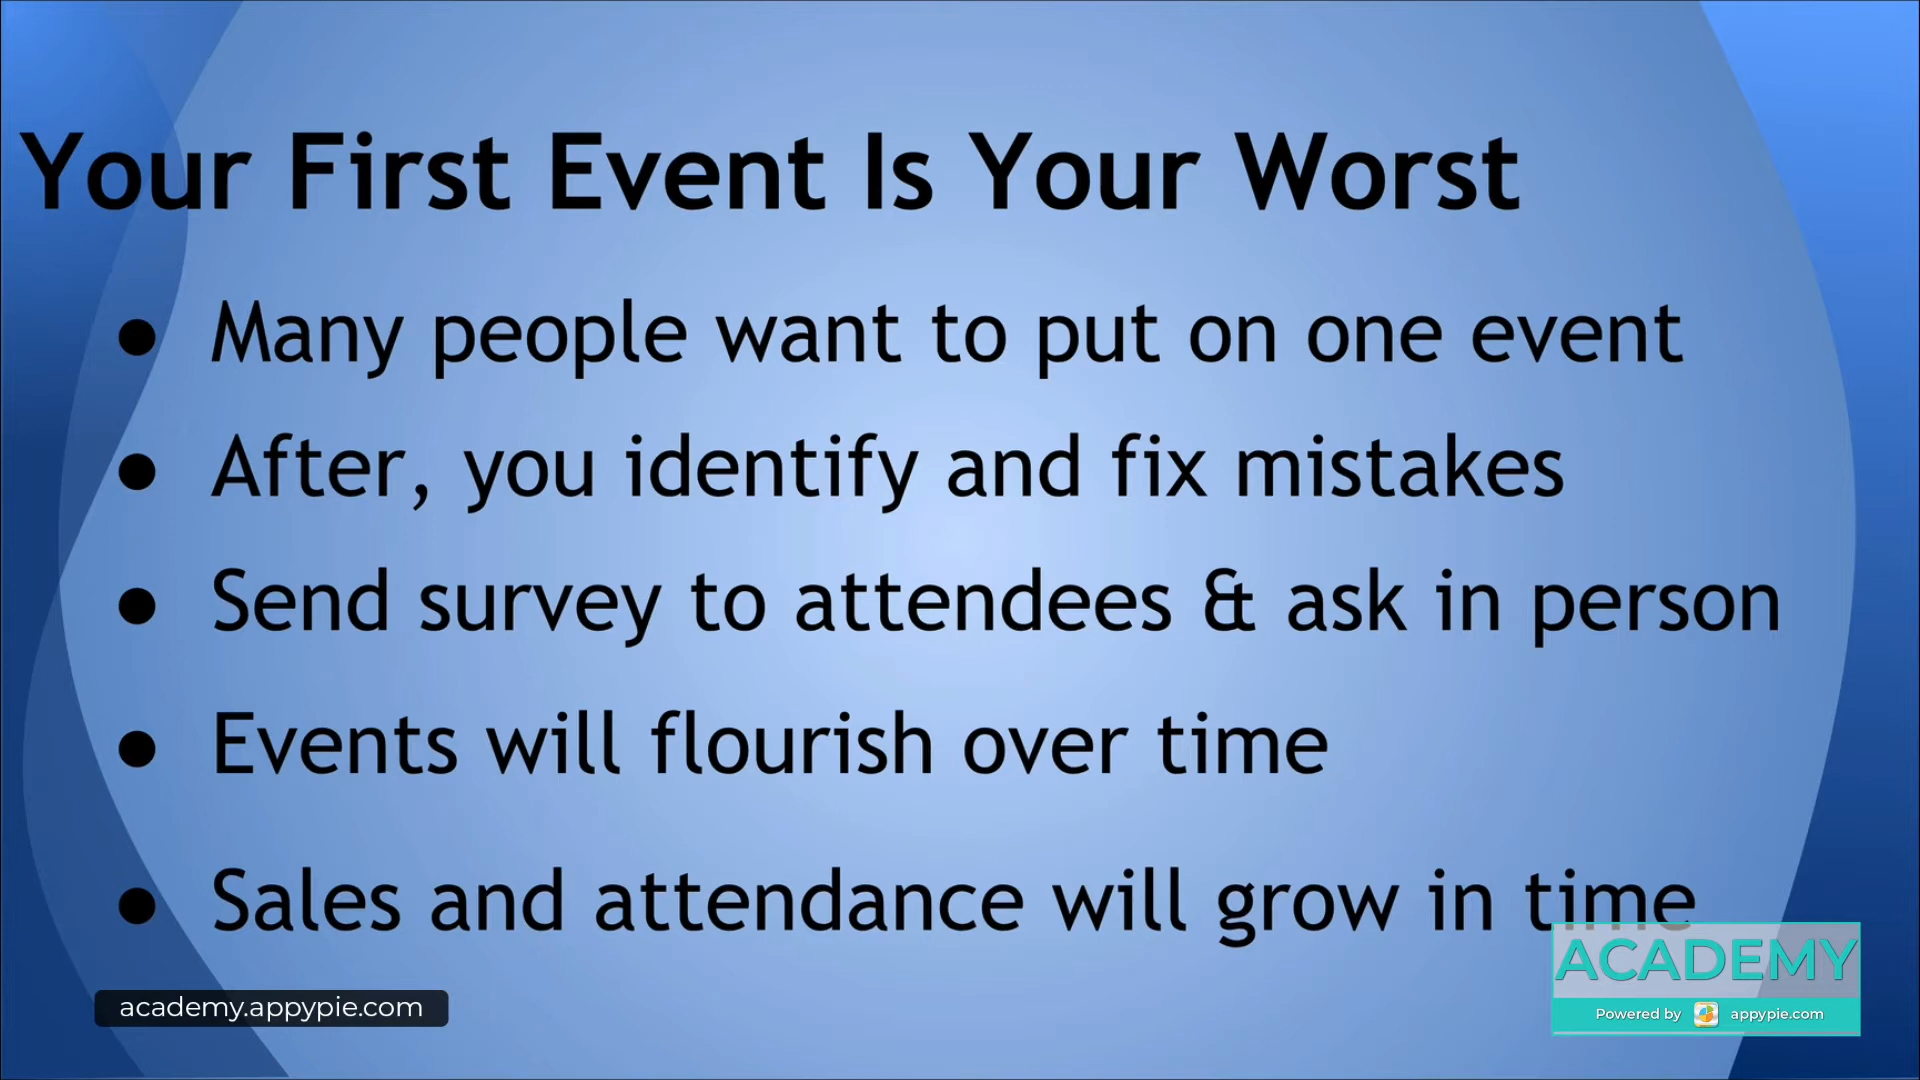 Your First Event Is Your Worst
● Many people want to put on one event
● After, you identify and fix mistakes
● Send survey to attendees & ask in person
● Events will flourish over time
● Sales and attendance will grow in time
ACADEMY
Powered by appypie.com
academy.appypie.com